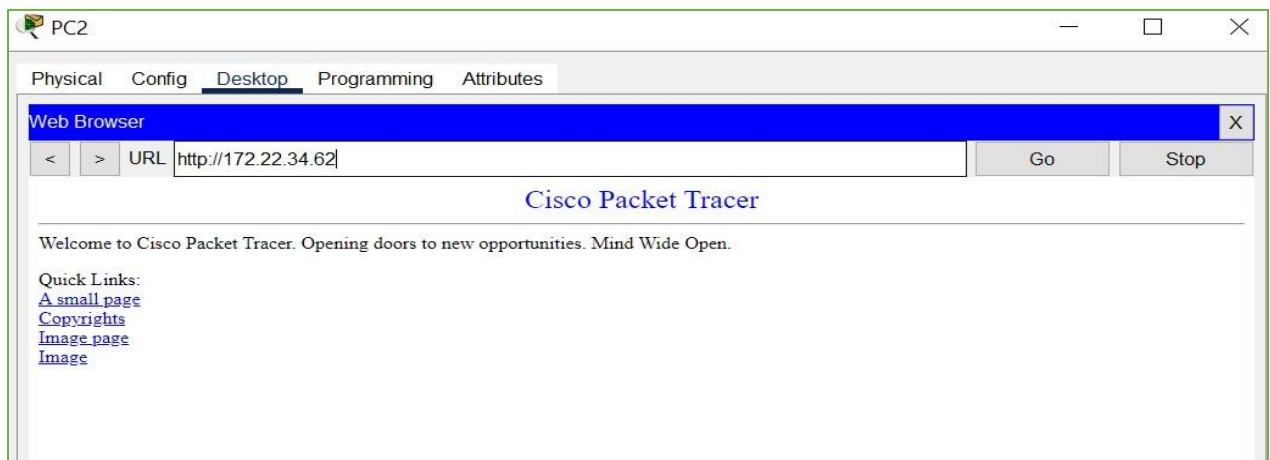 PC2
Physical Config Desktop Programming Attributes
Web Browser X
< > URL http://172.22.34.62 Go Stop
Cisco Packet Tracer
Welcome to Cisco Packet Tracer. Opening doors to new opportunities. Mind Wide Open.
Quick Links:
A small page
Copyrights
Image page
Image